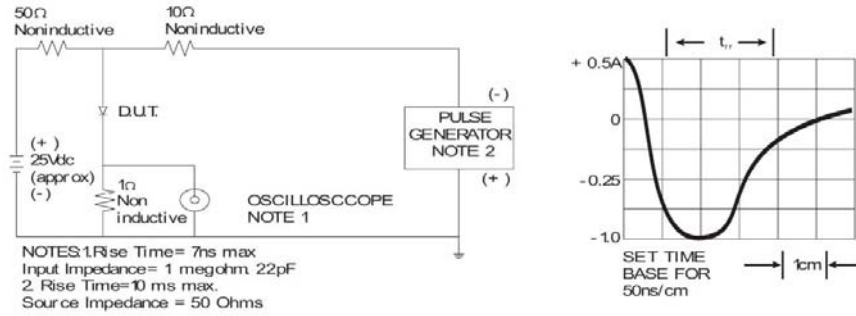 50Ω
Noninductive
10Ω
Noninductive
D.U.T.
(+)
25Vdc
(approx)
(-)
1Ω
Non
inductive
OSCILLOSCCOPE
NOTE 1
(-)
PULSE
GENERATOR
NOTE 2
(+)
NOTES:1.Rise Time= 7ns max
Input Impedance= 1 megohm. 22pF
2. Rise Time=10 ms max.
Source Impedance = 50 Ohms
trr
+ 0.5A
0
-0.25
-1.0
SET TIME
BASE FOR
50ns/cm
1cm